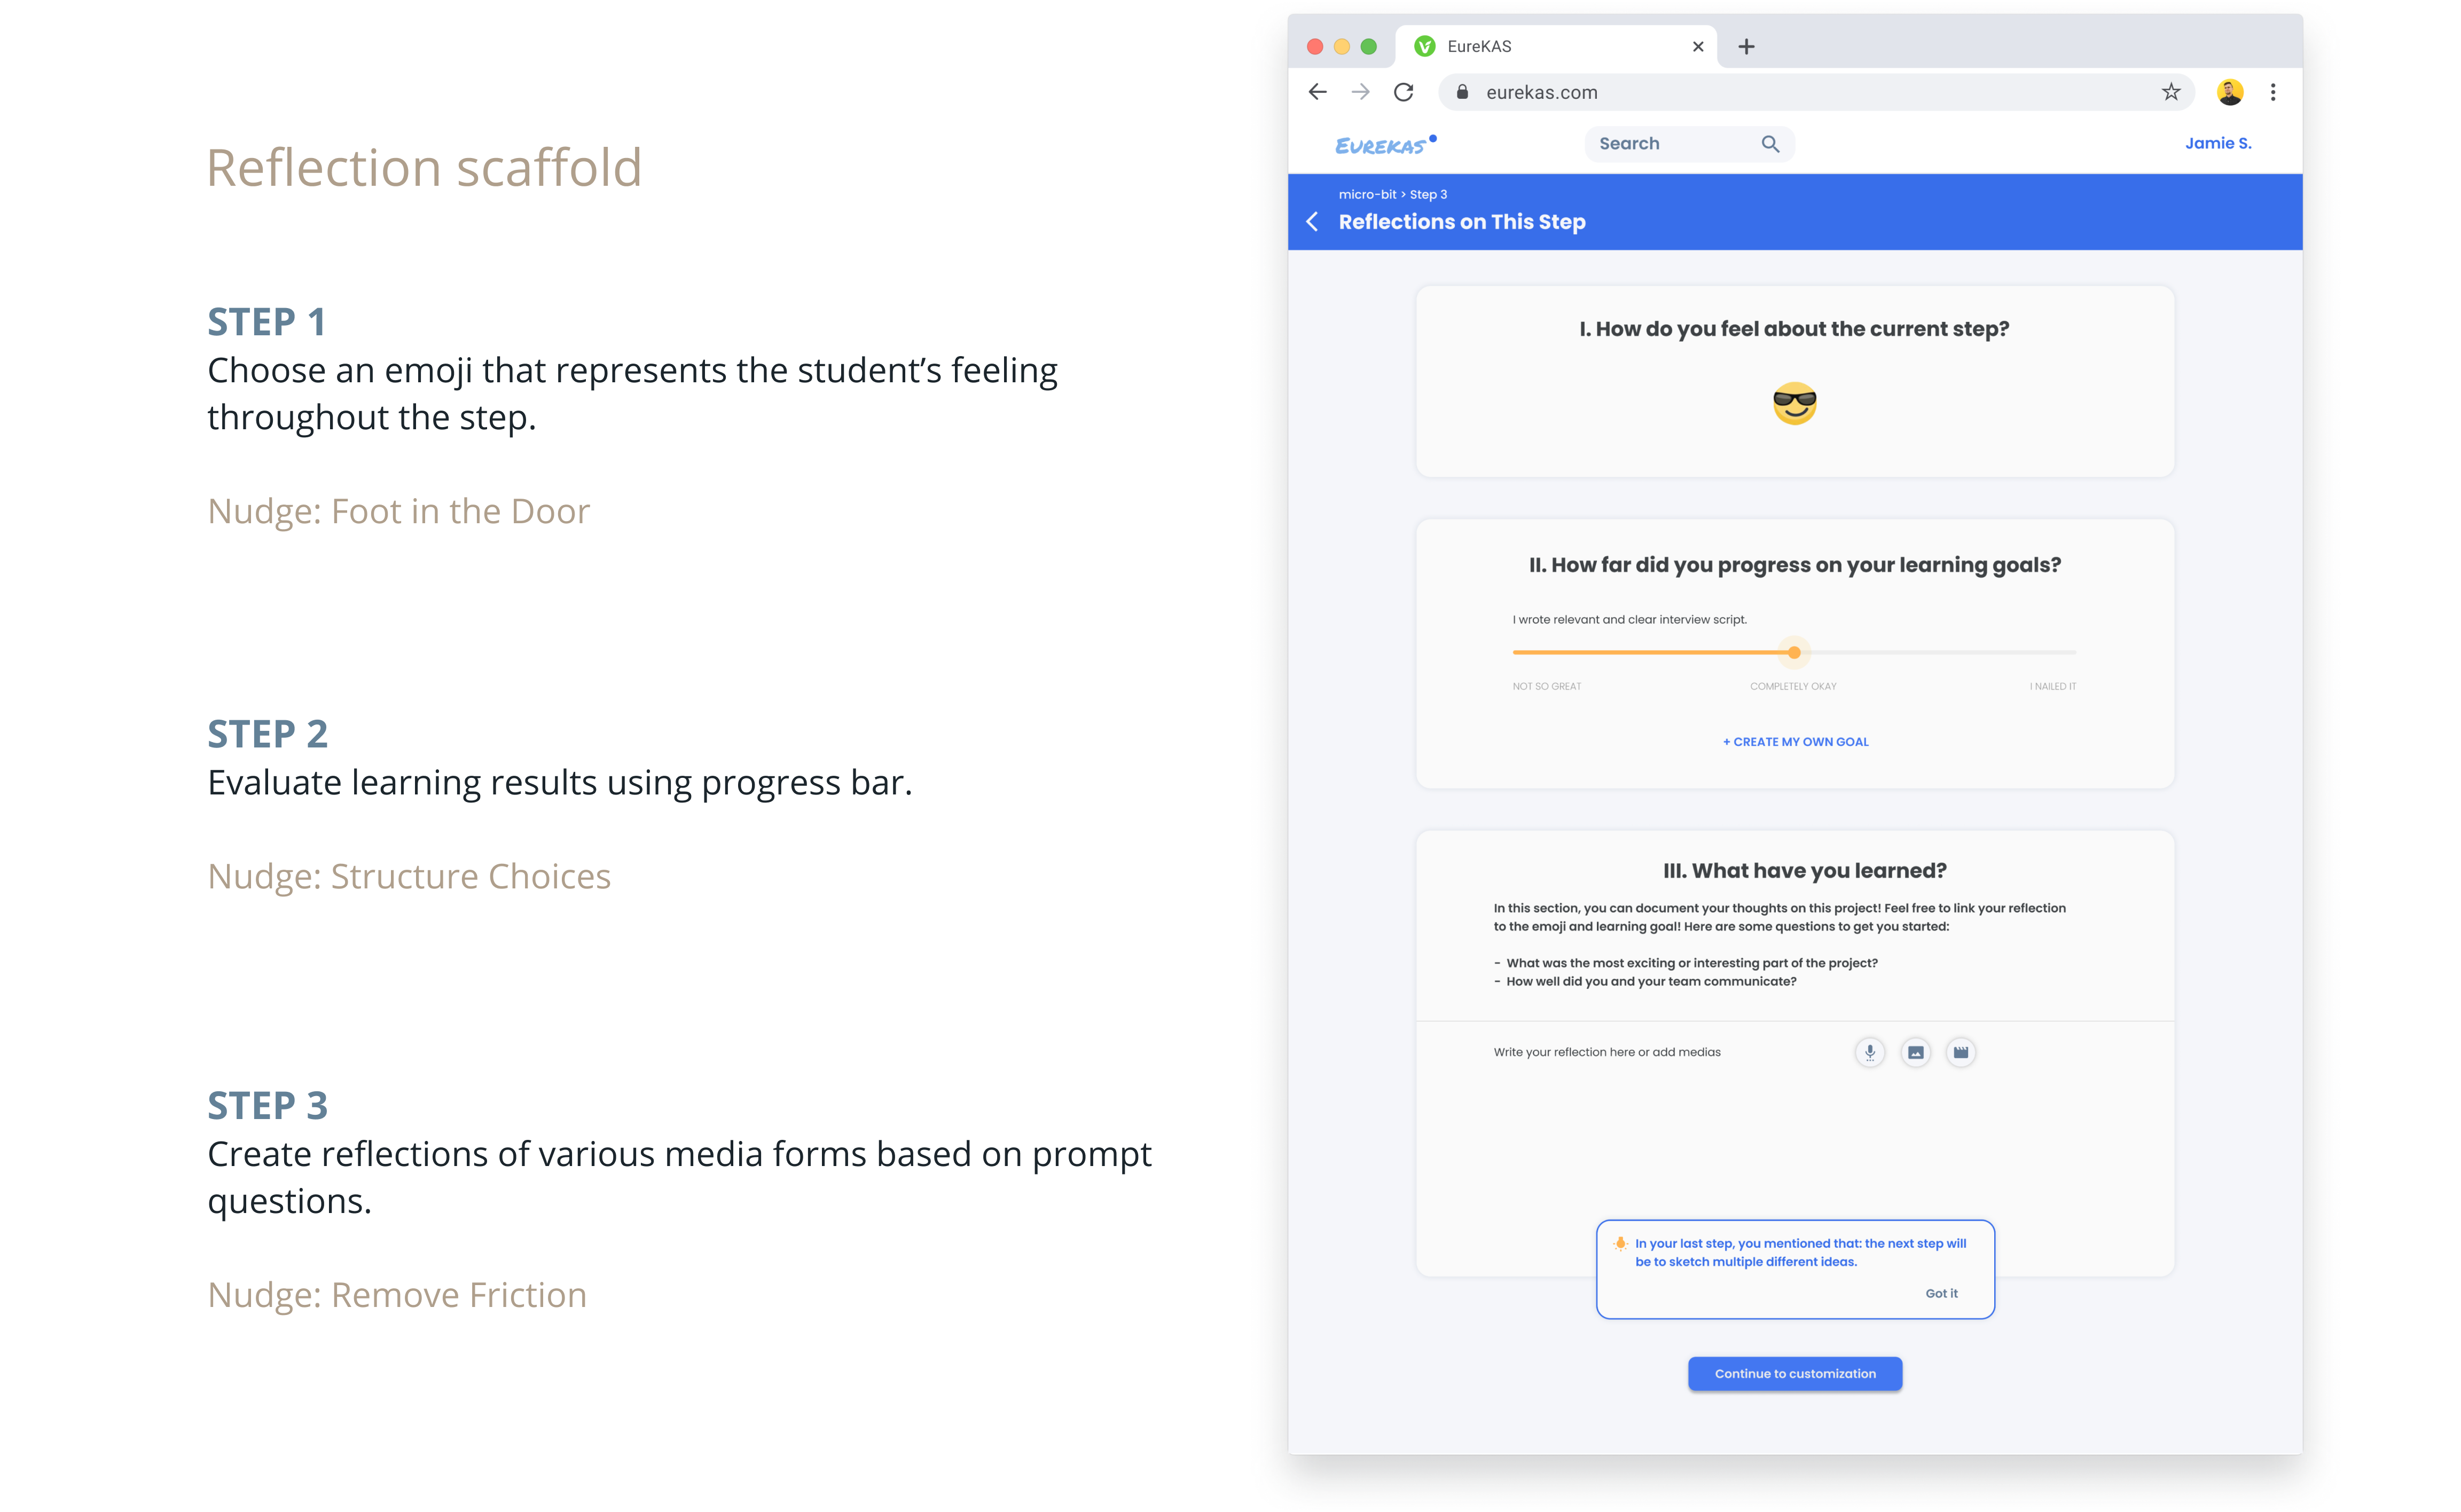 Reflection scaffold
STEP 1
Choose an emoji that represents the student’s feeling
throughout the step.
Nudge: Foot in the Door
STEP 2
Evaluate learning results using progress bar.
Nudge: Structure Choices
STEP 3
Create reflections of various media forms based on prompt
questions.
Nudge: Remove Friction
EureKAS
eurekas.com
EUREKAS
Search
Jamie S.
micro-bit > Step 3
Reflections on This Step
I. How do you feel about the current step?
II. How far did you progress on your learning goals?
I wrote relevant and clear interview script.
NOT SO GREAT
COMPLETELY OKAY
I NAILED IT
+ CREATE MY OWN GOAL
III. What have you learned?
In this section, you can document your thoughts on this project! Feel free to link your reflection
to the emoji and learning goal! Here are some questions to get you started:
- What was the most exciting or interesting part of the project?
- How well did you and your team communicate?
Write your reflection here or add medias
In your last step, you mentioned that: the next step will
be to sketch multiple different ideas.
Got it
Continue to customization